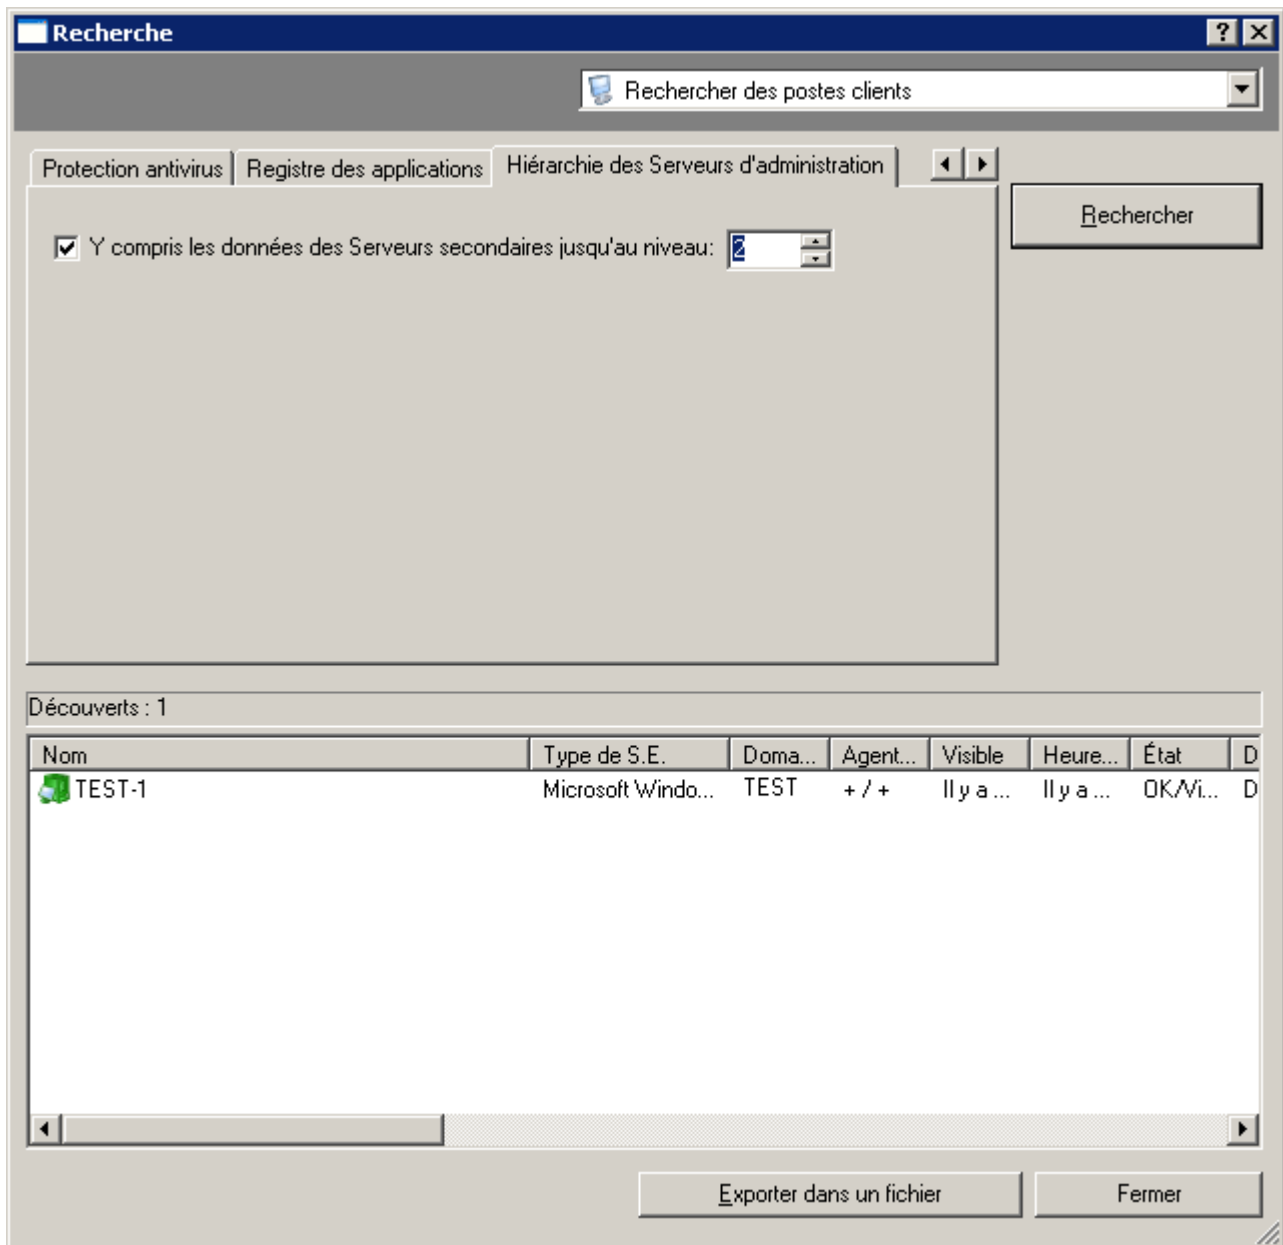 Recherche
Rechercher des postes clients
Protection antivirus Registre des applications Hiérarchie des Serveurs d'administration
Rechercher
Y compris les données des Serveurs secondaires jusqu'au niveau: 2
Découverts : 1
Nom Type de S.E. Doma... Agent... Visible Heure... État D
TEST-1 Microsoft Windo... TEST + / + Il y a ... Il y a ... OK/Vi... D
Exporter dans un fichier Fermer